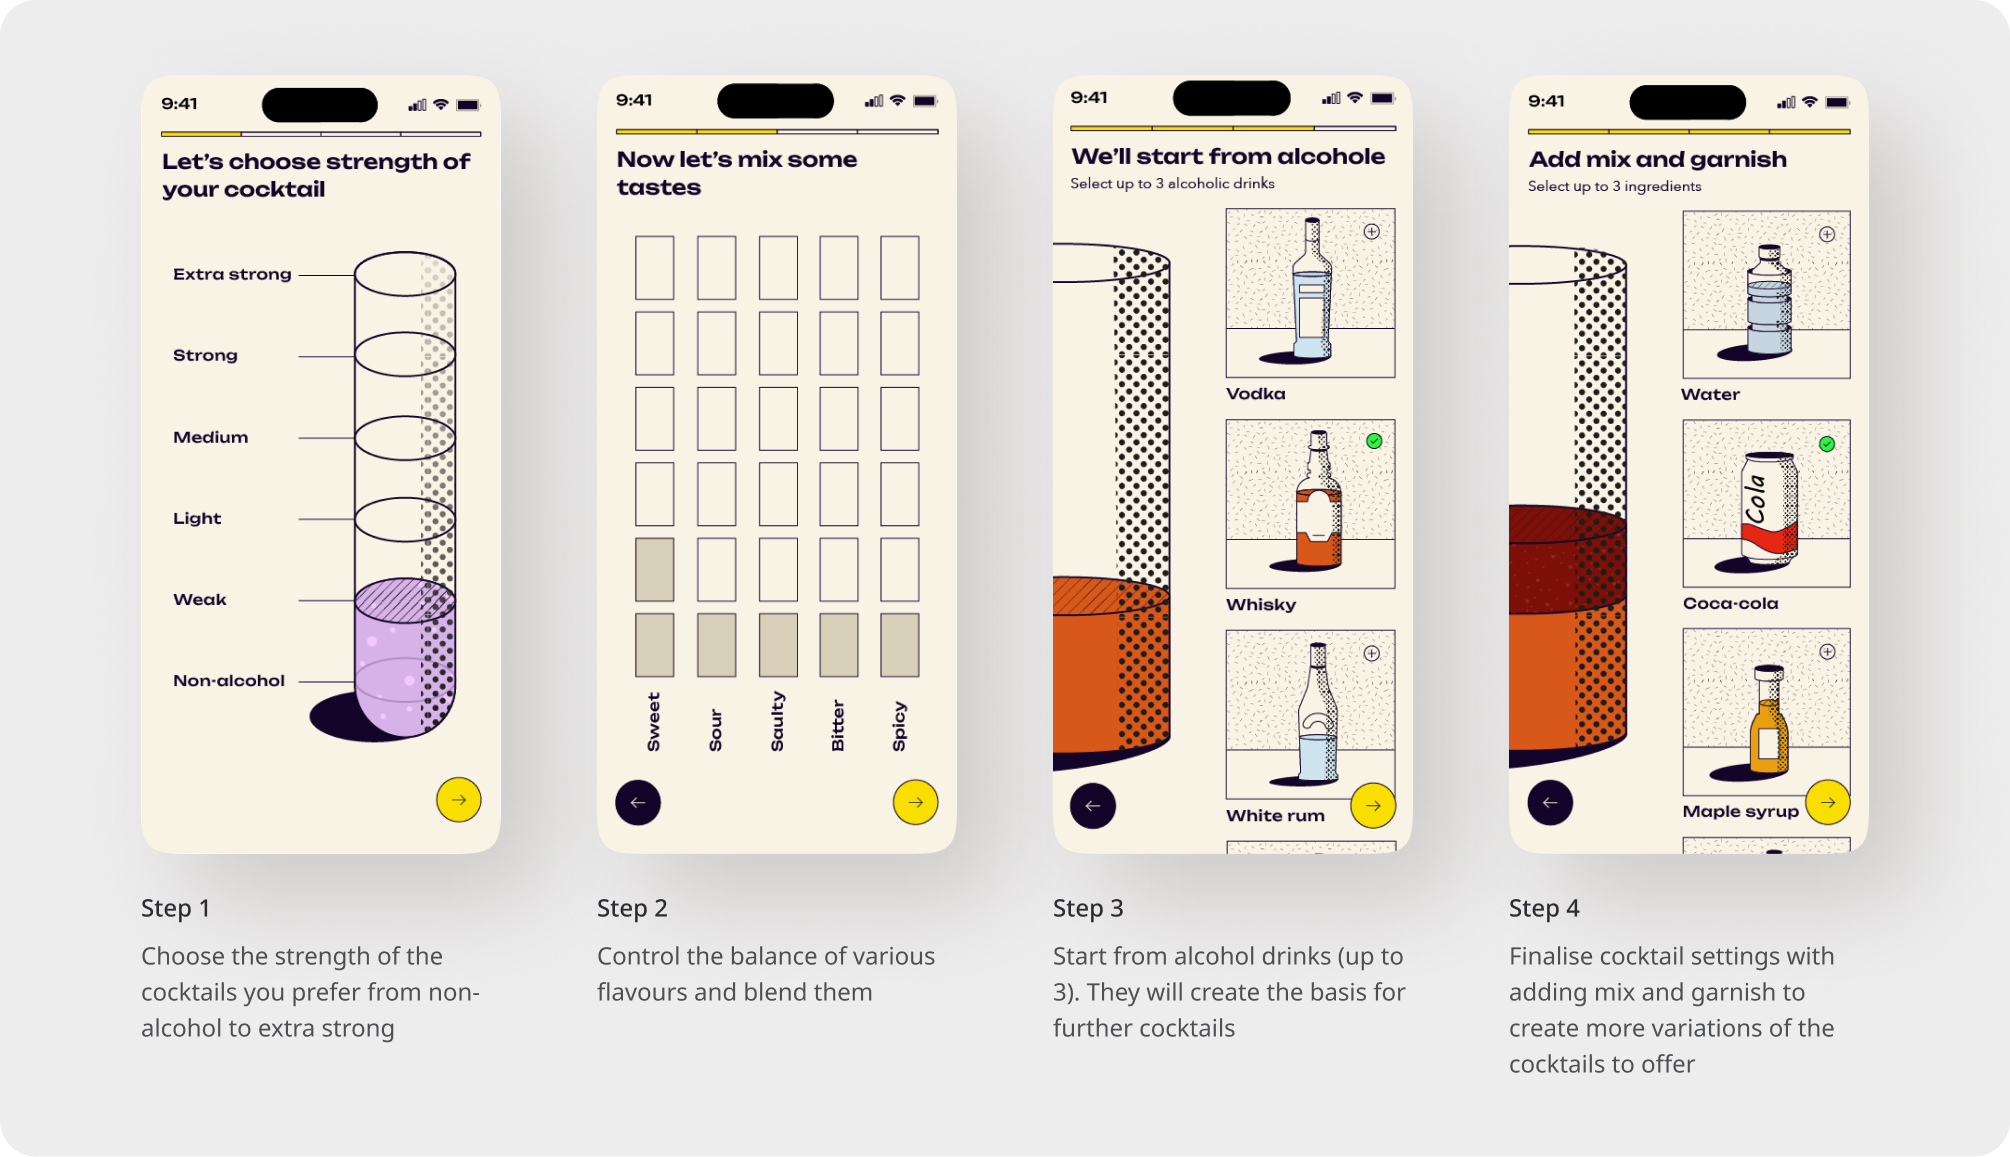 9:41
Let's choose strength of
your cocktail
Extra strong
Strong
Medium
Light
Weak
Non-alcohol
Step 1
Choose the strength of the
cocktails you prefer from non-
alcohol to extra strong
9:41
Now let's mix some
tastes
Sweet
Sour
Saulty
Bitter
Spicy
Step 2
Control the balance of various
flavours and blend them
9:41
We'll start from alcohole
Select up to 3 alcoholic drinks
Vodka
Whisky
White rum
Step 3
Start from alcohol drinks (up to
3). They will create the basis for
further cocktails
9:41
Add mix and garnish
Select up to 3 ingredients
Water
Cola
Coca-cola
Maple syrup
Step 4
Finalise cocktail settings with
adding mix and garnish to
create more variations of the
cocktails to offer